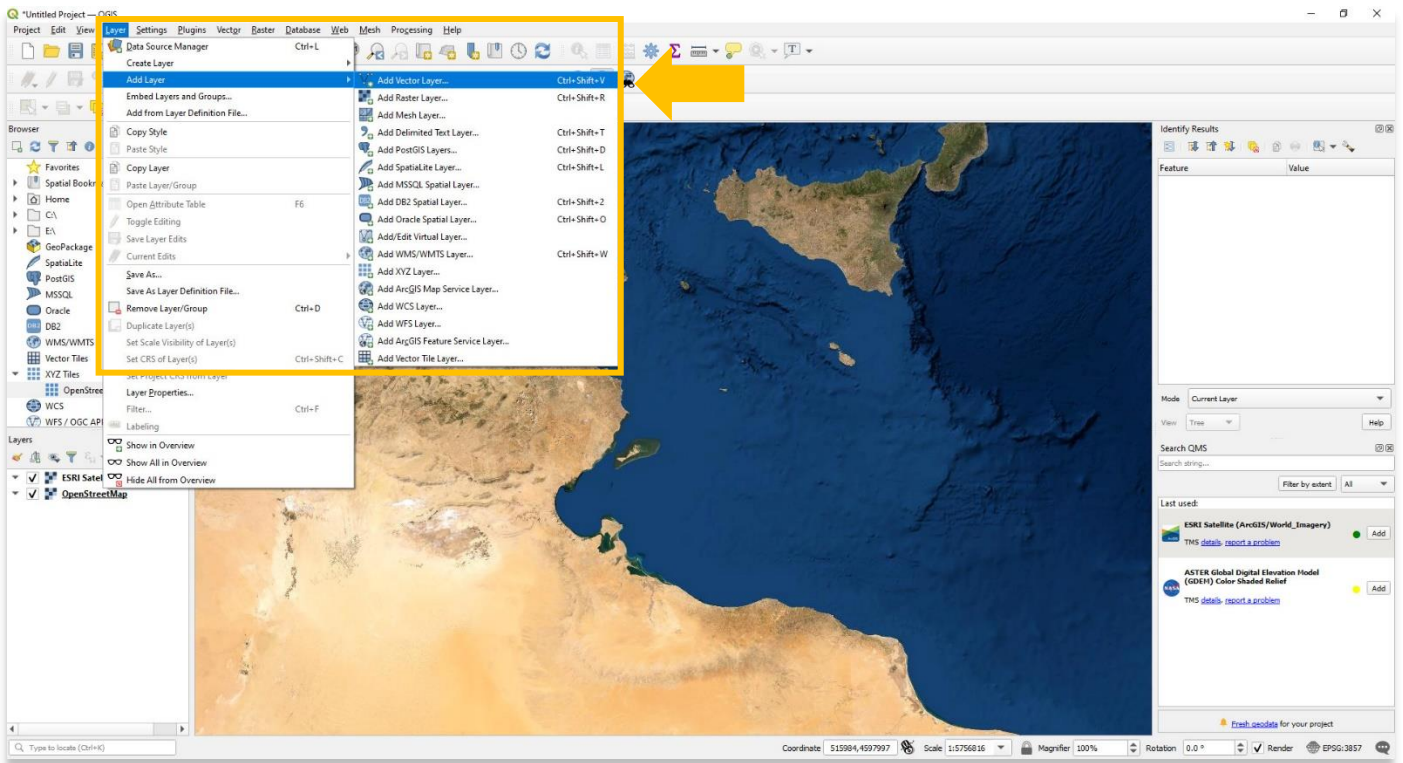 *Untitled Project — QGIS
Project Edit View Layer Settings Plugins Vector Raster Database Web Mesh Processing Help
Data Source Manager Ctrl+L
Create Layer
Add Layer
Embed Layers and Groups...
Add from Layer Definition File...
Copy Style
Paste Style
Copy Layer
Paste Layer/Group
Open Attribute Table F6
Toggle Editing
Save Layer Edits
Current Edits
Save As...
Save As Layer Definition File...
Remove Layer/Group Ctrl+D
Duplicate Layer(s)
Set Scale Visibility of Layer(s)
Set CRS of Layer(s) Ctrl+Shift+C
Set Project CRS from Layer
Layer Properties...
Filter... Ctrl+F
Labeling
Show in Overview
Show All in Overview
Hide All from Overview
Add Vector Layer... Ctrl+Shift+V
Add Raster Layer... Ctrl+Shift+R
Add Mesh Layer...
Add Delimited Text Layer... Ctrl+Shift+T
Add PostGIS Layers... Ctrl+Shift+D
Add SpatiaLite Layer... Ctrl+Shift+L
Add MSSQL Spatial Layer...
Add DB2 Spatial Layer... Ctrl+Shift+2
Add Oracle Spatial Layer... Ctrl+Shift+O
Add/Edit Virtual Layer...
Add WMS/WMTS Layer... Ctrl+Shift+W
Add XYZ Layer...
Add ArcGIS Map Service Layer...
Add WCS Layer...
Add WFS Layer...
Add ArcGIS Feature Service Layer...
Add Vector Tile Layer...
Browser
Favorites
Spatial Bookm
Home
C:\
E:\
GeoPackage
SpatiaLite
PostGIS
MSSQL
Oracle
DB2
WMS/WMTS
Vector Tiles
XYZ Tiles
OpenStree
WCS
WFS / OGC API
Layers
ESRI Satel
OpenStreetMap
Identify Results
Feature Value
Mode Current Layer
View Tree Help
Search QMS
Search string...
Filter by extent All
Last used:
ESRI Satellite (ArcGIS/World_Imagery)
TMS details, report a problem Add
ASTER Global Digital Elevation Model
(GDEM) Color Shaded Relief
TMS details, report a problem Add
Fresh geodata for your project
Type to locate (Ctrl+K) Coordinate 515984,4597997 Scale 1:5756816 Magnifier 100% Rotation 0.0 ° Render EPSG:3857